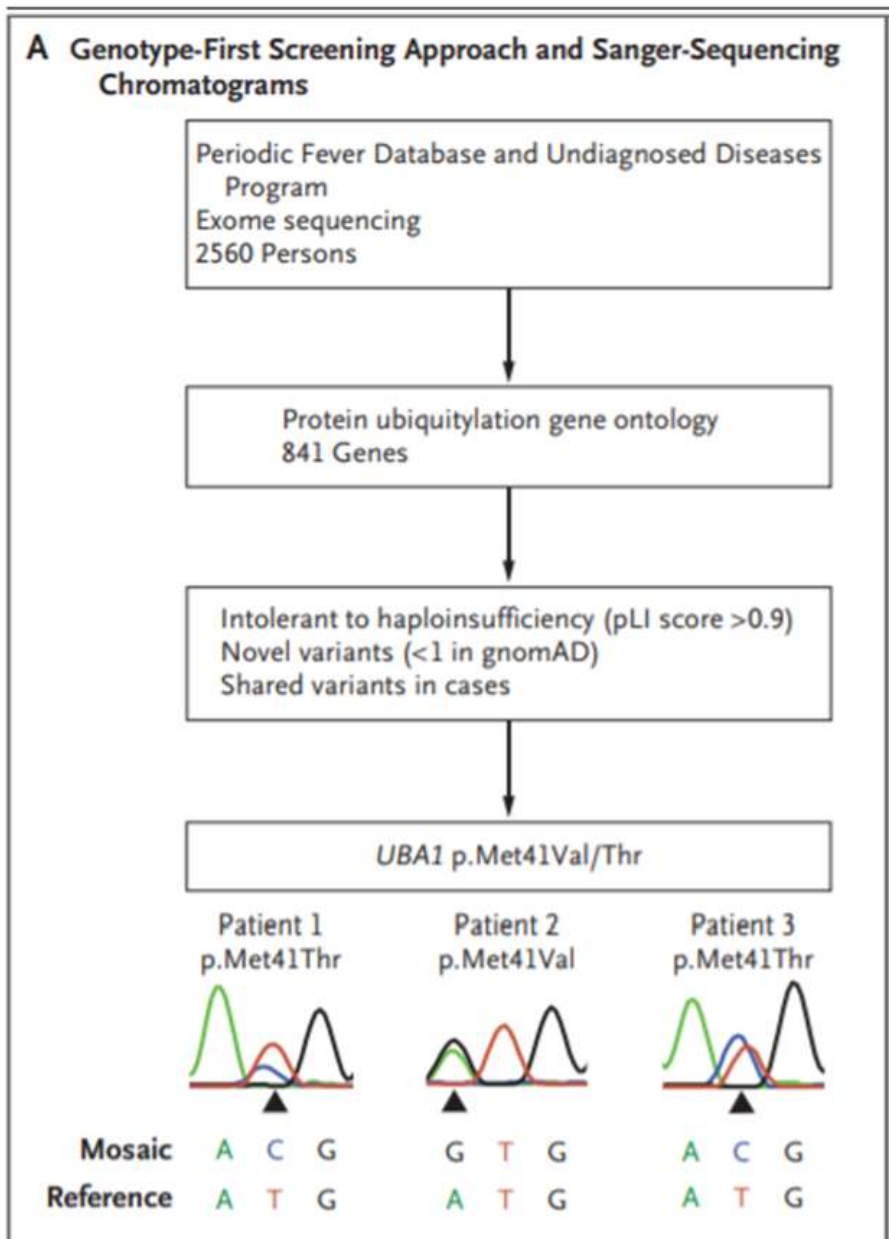 A Genotype-First Screening Approach and Sanger-Sequencing
Chromatograms
Periodic Fever Database and Undiagnosed Diseases
Program
Exome sequencing
2560 Persons
Protein ubiquitylation gene ontology
841 Genes
Intolerant to haploinsufficiency (pLI score >0.9)
Novel variants (<1 in gnomAD)
Shared variants in cases
UBA1 p.Met41Val/Thr
Patient 1 Patient 2 Patient 3
p.Met41Thr p.Met41Val p.Met41Thr
Mosaic A C G G T G A C G
Reference A T G A T G A T G